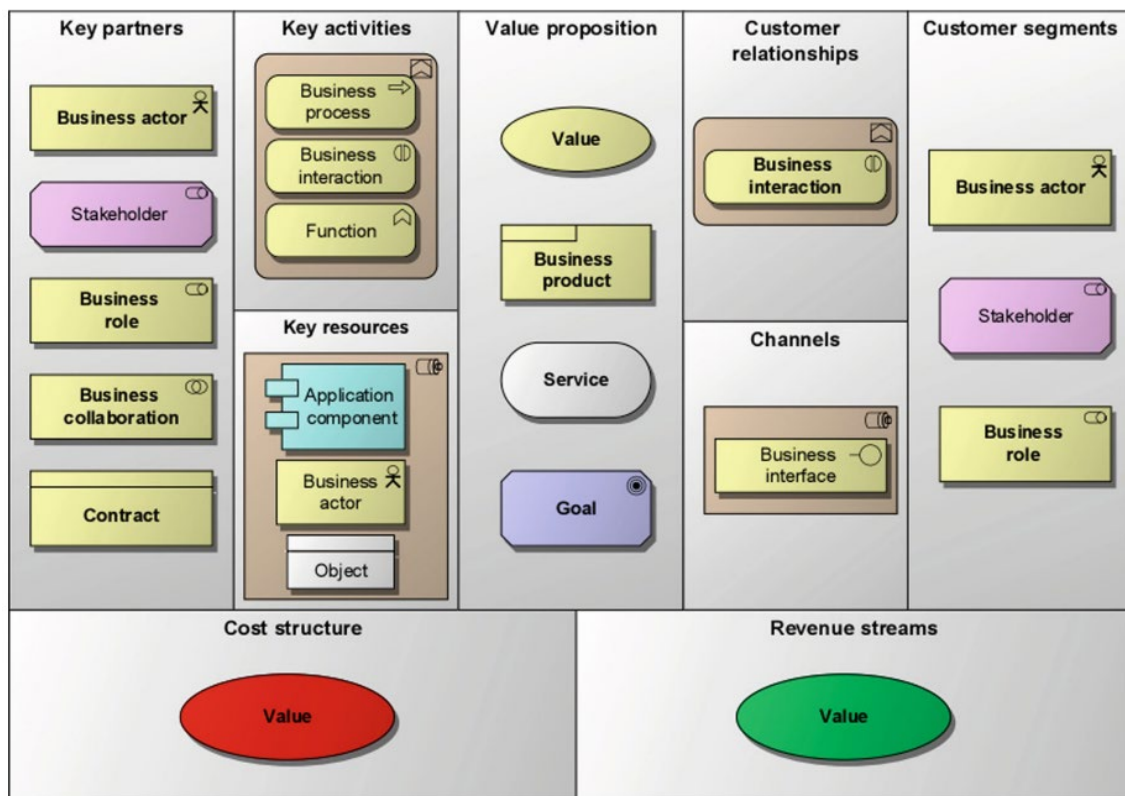 Key partners
Business actor
Stakeholder
Business
role
Business
collaboration
Contract
Key activities
Business
process
Business
interaction
Function
Key resources
Application
component
Business
actor
Object
Value proposition
Value
Business
product
Service
Goal
Customer
relationships
Business
interaction
Channels
Business
interface
Customer segments
Business actor
Stakeholder
Business
role
Cost structure
Value
Revenue streams
Value